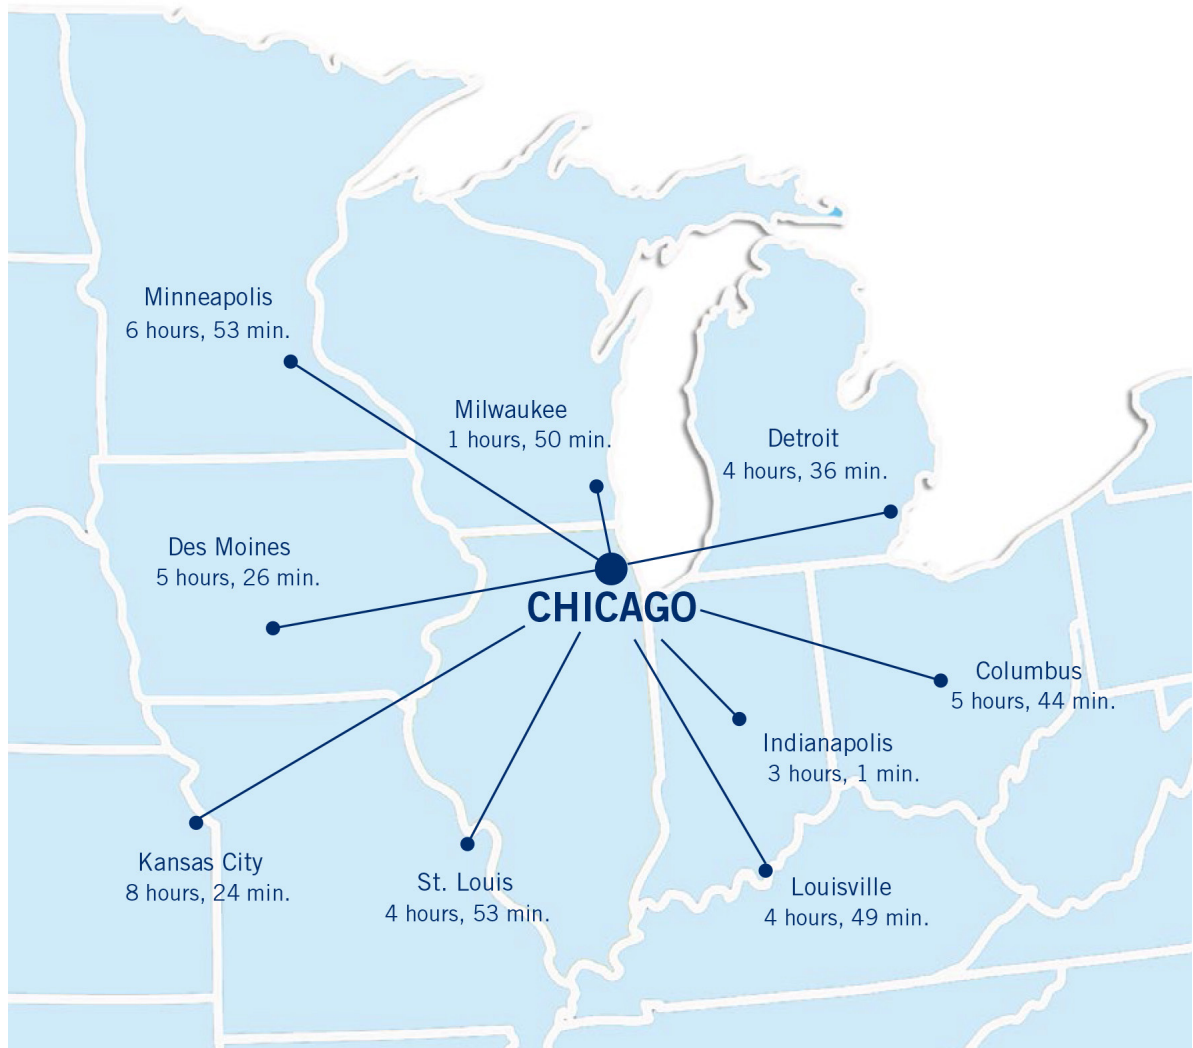 Minneapolis
6 hours, 53 min.
Milwaukee
1 hours, 50 min.
Detroit
4 hours, 36 min.
Des Moines
5 hours, 26 min.
CHICAGO
Columbus
5 hours, 44 min.
Indianapolis
3 hours, 1 min.
Kansas City
8 hours, 24 min.
St. Louis
4 hours, 53 min.
Louisville
4 hours, 49 min.